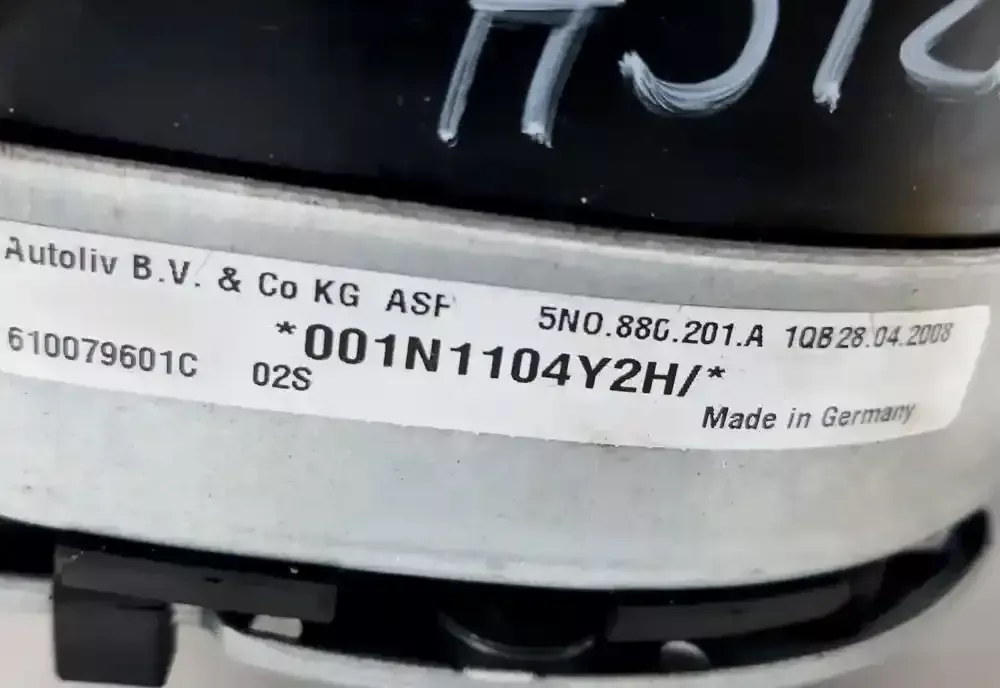 Autoliv B.V. & Co KG ASP 5N0.880.201.A 1QB 28.04.2008
*001N1104Y2H/*
610079601C 02S
Made in Germany